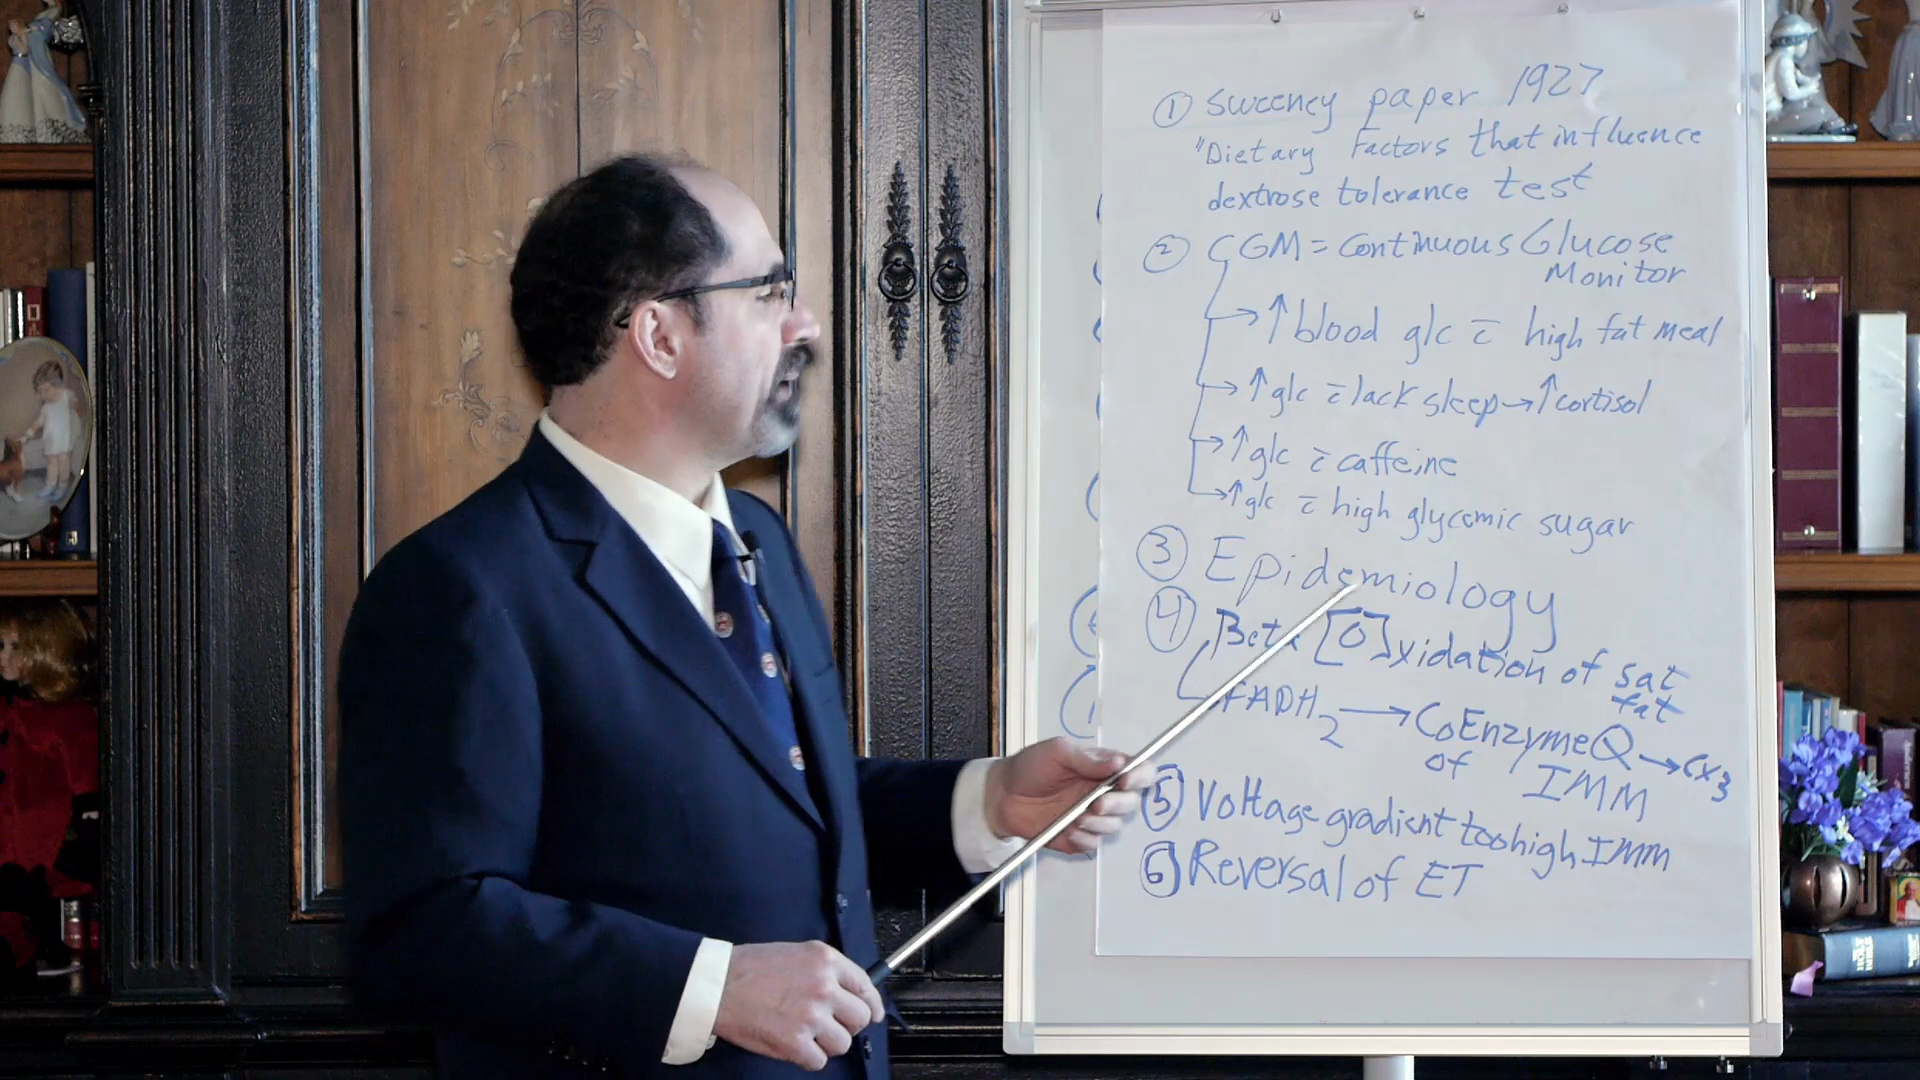 ① Sweeney paper 1927
"Dietary Factors that influence
dextrose tolerance test
② CGM = Continuous Glucose
Monitor
→ ↑ blood glc c̄ high fat meal
→ ↑ glc c̄ lack sleep → ↑ cortisol
→ ↑ glc c̄ caffeine
→ ↑ glc c̄ high glycemic sugar
③ Epidemiology
④ Beta [O]xidation of sat
fat
FADH2 → CoEnzymeQ → Cx3
of IMM
⑤ Voltage gradient too high IMM
⑥ Reversal of ET
HOLY BIBLE